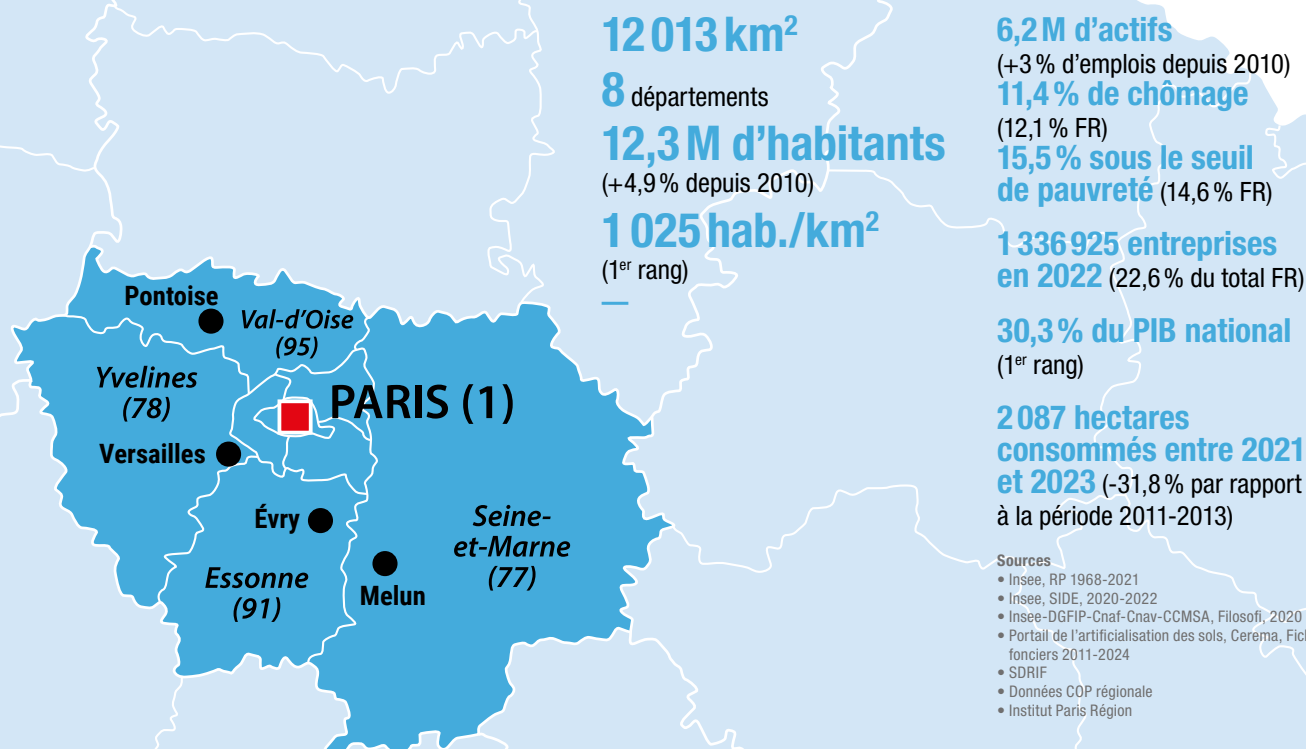 12 013 km²
8 départements
12,3 M d’habitants
(+4,9 % depuis 2010)
1 025 hab./km²
(1er rang)
6,2 M d’actifs
(+3 % d’emplois depuis 2010)
11,4 % de chômage
(12,1 % FR)
15,5 % sous le seuil
de pauvreté (14,6 % FR)
1 336 925 entreprises
en 2022 (22,6 % du total FR)
30,3 % du PIB national
(1er rang)
2 087 hectares
consommés entre 2021
et 2023 (-31,8 % par rapport
à la période 2011-2013)
Sources
• Insee, RP 1968-2021
• Insee, SIDE, 2020-2022
• Insee-DGFIP-Cnaf-Cnav-CCMSA, Filosofi, 2020
• Portail de l’artificialisation des sols, Cerema,
fonciers 2011-2024
• SDRIF
• Données COP régionale
• Institut Paris Région
Pontoise
Val-d’Oise
(95)
Yvelines
(78)
PARIS (1)
Versailles
Évry
Seine-
et-Marne
(77)
Essonne
(91)
Melun